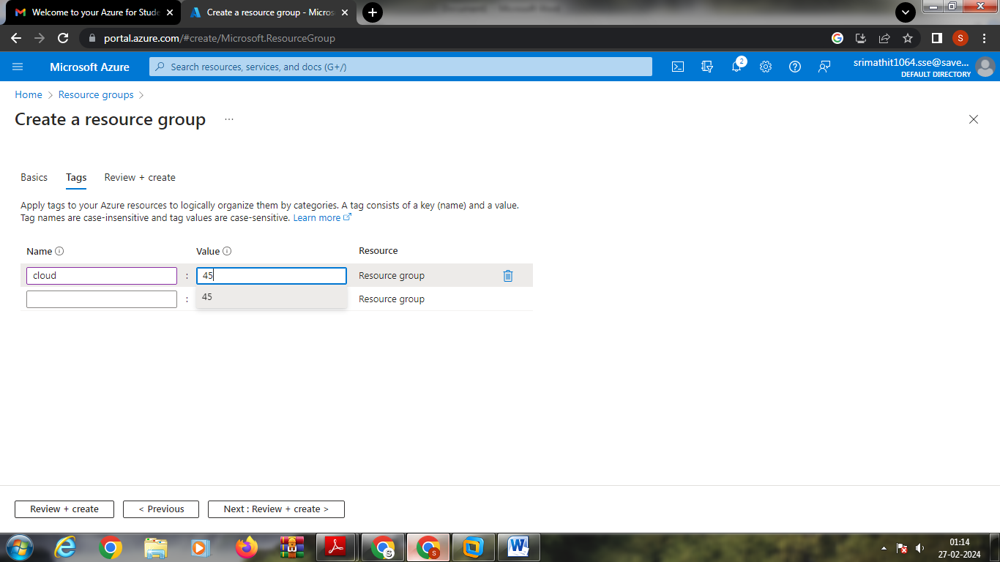 Welcome to your Azure for Stude
Create a resource group - Micros
portal.azure.com/#create/Microsoft.ResourceGroup
S
Microsoft Azure
Search resources, services, and docs (G+/)
2
srimathit1064.sse@save...
DEFAULT DIRECTORY
Home > Resource groups >
Create a resource group ...
Basics Tags Review + create
Apply tags to your Azure resources to logically organize them by categories. A tag consists of a key (name) and a value.
Tag names are case-insensitive and tag values are case-sensitive. Learn more
Name Value Resource
cloud : 45 Resource group
45
: Resource group
Review + create < Previous Next : Review + create >
S S W
01:14
27-02-2024